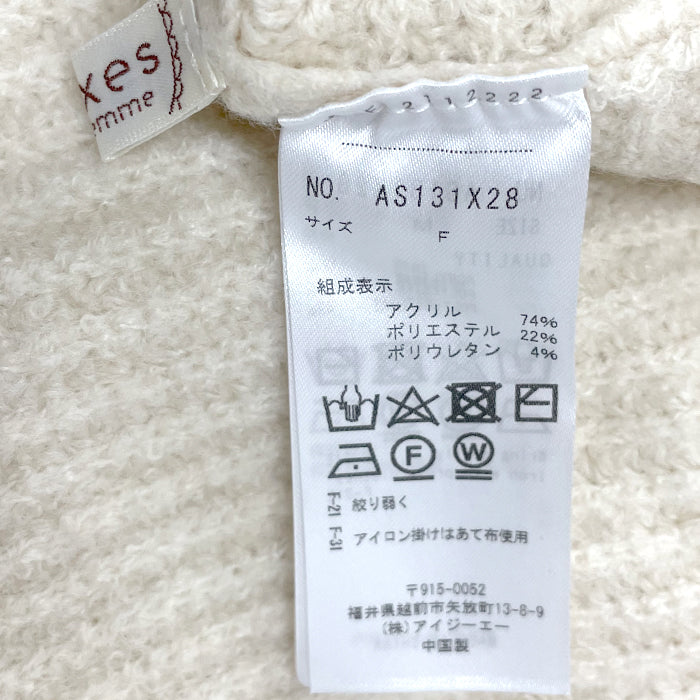 xes
emme
2112222
NO. AS131X28
サイズ F
組成表示
アクリル 74%
ポリエステル 22%
ポリウレタン 4%
F W
F-21 絞り弱く
F-31 アイロン掛けはあて布使用
〒915-0052
福井県越前市矢放町13-8-9
(株)アイジーエー
中国製